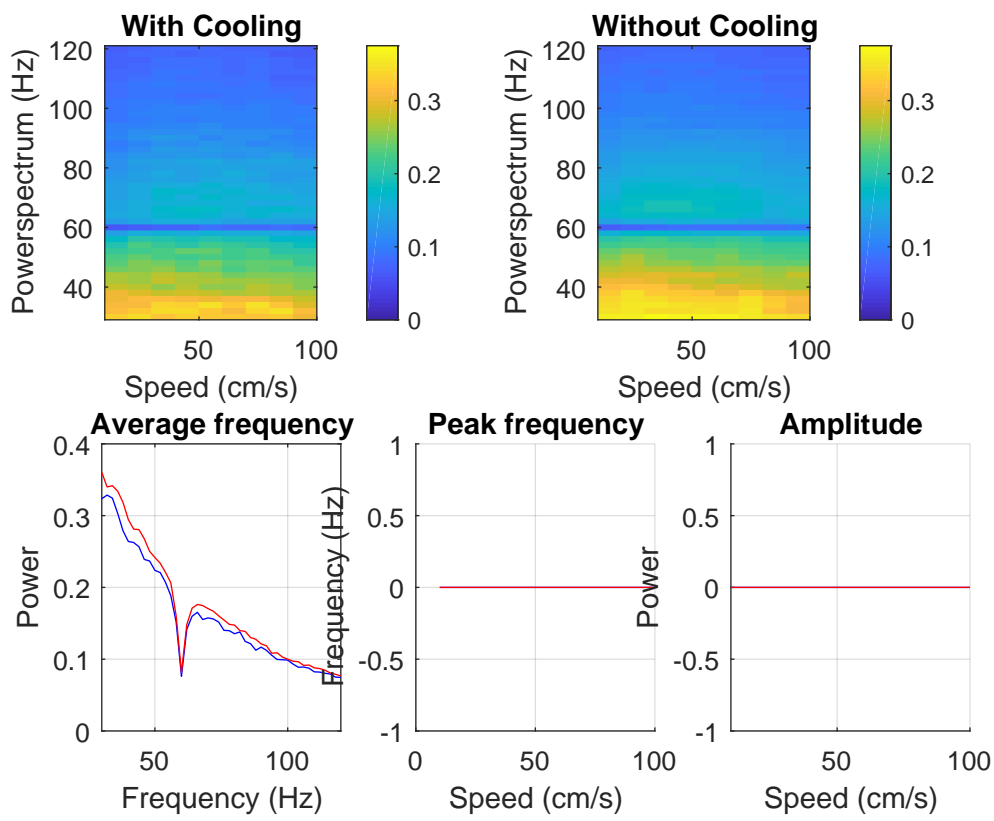 With Cooling
Powerspectrum (Hz)
120
100
80
60
40
50
100
Speed (cm/s)
0.3
0.2
0.1
0
Without Cooling
Powerspectrum (Hz)
120
100
80
60
40
50
100
Speed (cm/s)
0.3
0.2
0.1
0
Average frequency
Power
0.4
0.3
0.2
0.1
0
50
100
Frequency (Hz)
Peak frequency
Frequency (Hz)
1
0.5
0
-0.5
-1
0
50
100
Speed (cm/s)
Amplitude
Power
1
0.5
0
-0.5
-1
50
100
Speed (cm/s)